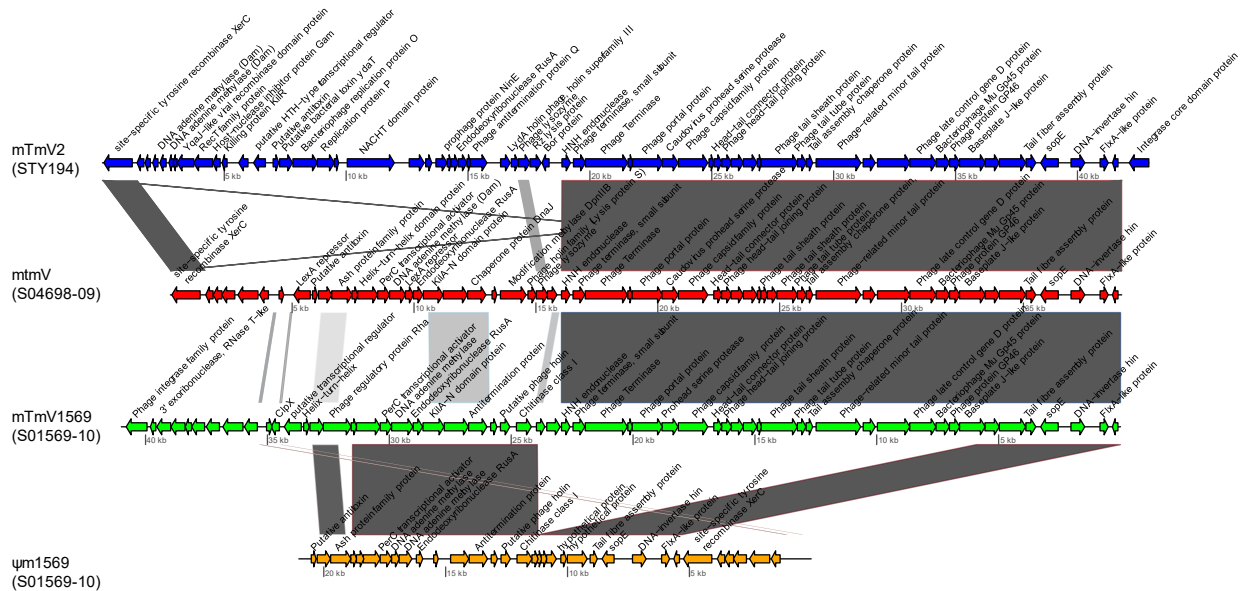 site-specific tyrosine recombinase XerC
DNA adenine methylase (Dam)
DNA adenine methylase (Dam)
VqaJ-like viral recombinase domain protein
RecT family protein
Host-nuclease inhibitor protein Gam
Killing protein KilR
putative HTH-type transcriptional regulator
Putative antitoxin
Putative bacterial toxin ydaT
Bacteriophage replication protein O
Replication protein P
NACHT domain protein
prophage protein NinE
Endodeoxyribonuclease RusA
Phage antitermination protein Q
LydA holin phage, holin superfamily III
Phage lysozyme
Rz lysis protein
Bor protein
HNH endonuclease
Phage terminase, small subunit
Phage Terminase
Phage portal protein
Caudovirus prohead serine protease
Phage capsid family protein
Head-tail connector protein
Phage head-tail joining protein
Phage tail sheath protein
Phage tail tube protein
Tail assembly chaperone protein
Phage-related minor tail protein
Phage late control gene D protein
Bacteriophage Mu Gp45 protein
Phage protein GP46
Baseplate J-like protein
Tail fiber assembly protein
sopE
DNA-invertase hin
FlxA-like protein
Integrase core domain protein
mTmV2
(STY194)
5 kb
10 kb
15 kb
20 kb
25 kb
30 kb
35 kb
40 kb
site-specific tyrosine
recombinase XerC
LexA repressor
Putative antitoxin
Ash protein family protein
Helix-turn-helix domain protein
PerC transcriptional activator
DNA adenine methylase (Dam)
LexA repressor
Endodeoxyribonuclease RusA
KilA-N domain protein
Chaperone protein DnaJ
Modification methylase DpnIIB
Phage holin family (Lysis protein S)
Phage lysozyme
HNH endonuclease
Phage terminase, small subunit
Phage Terminase
Phage portal protein
Caudovirus prohead serine protease
Phage capsid family protein
Head-tail connector protein
Phage head-tail joining protein
Phage tail sheath protein
Phage tail sheath protein
Phage tail tube protein
Tail assembly chaperone protein,
Phage-related minor tail protein
Phage late control gene D protein
Bacteriophage Mu Gp45 protein
Phage protein GP46
Baseplate J-like protein
Tail fibre assembly protein
sopE
DNA-invertase hin
FlxA-like protein
mtmV
(S04698-09)
5 kb
10 kb
15 kb
20 kb
25 kb
30 kb
35 kb
Phage integrase family protein
3' exoribonuclease, RNase T-like
ClpX
putative transcriptional regulator
Helix-turn-helix
Phage regulatory protein Rha
PerC transcriptional activator
DNA adenine methylase
Endodeoxyribonuclease RusA
KilA-N domain protein
Antitermination protein
Putative phage holin
Chitinase class I
HNH endonuclease
Phage terminase, small subunit
Phage Terminase
Phage portal protein
Prohead serine protease
Phage capsid family protein
Head-tail connector protein
Phage head-tail joining protein
Phage tail sheath protein
Phage tail tube protein
Tail assembly chaperone protein
Phage-related minor tail protein
Phage late control gene D protein
Bacteriophage Mu Gp45 protein
Phage protein GP46
Baseplate J-like protein
Tail fibre assembly protein
sopE
DNA-invertase hin
FlxA-like protein
mTmV1569
(S01569-10)
40 kb
35 kb
30 kb
25 kb
20 kb
15 kb
10 kb
5 kb
Putative antitoxin
Ash protein family protein
PerC transcriptional activator
DNA adenine methylase
DNA adenine methylase
Endodeoxyribonuclease RusA
Antitermination protein
Putative phage holin
Chitinase class I
hypothetical protein
hypothetical protein
Tail fibre assembly protein
sopE
DNA-invertase hin
FlxA-like protein
site-specific tyrosine
recombinase XerC
ψm1569
(S01569-10)
20 kb
15 kb
10 kb
5 kb